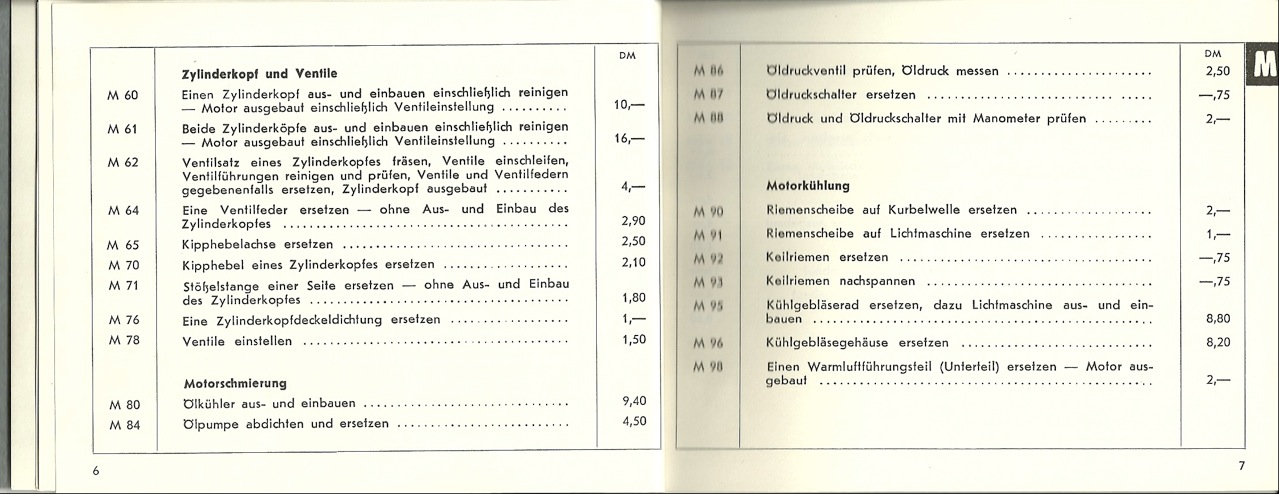 DM
Zylinderkopf und Ventile
M 60 Einen Zylinderkopf aus- und einbauen einschließlich reinigen
— Motor ausgebaut einschließlich Ventileinstellung .......... 10,—
M 61 Beide Zylinderköpfe aus- und einbauen einschließlich reinigen
— Motor ausgebaut einschließlich Ventileinstellung .......... 16,—
M 62 Ventilsatz eines Zylinderkopfes fräsen, Ventile einschleifen,
Ventilführungen reinigen und prüfen, Ventile und Ventilfedern
gegebenenfalls ersetzen, Zylinderkopf ausgebaut ........... 4,—
M 64 Eine Ventilfeder ersetzen — ohne Aus- und Einbau des
Zylinderkopfes ............................................ 2,90
M 65 Kipphebelachse ersetzen ................................... 2,50
M 70 Kipphebel eines Zylinderkopfes ersetzen ................... 2,10
M 71 Stößelstange einer Seite ersetzen — ohne Aus- und Einbau
des Zylinderkopfes ........................................ 1,80
M 76 Eine Zylinderkopfdeckeldichtung ersetzen .................. 1,—
M 78 Ventile einstellen ......................................... 1,50
Motorschmierung
M 80 Ölkühler aus- und einbauen ................................ 9,40
M 84 Ölpumpe abdichten und ersetzen ........................... 4,50
6
DM
M
M 86 Öldruckventil prüfen, Öldruck messen ...................... 2,50
M 87 Öldruckschalter ersetzen ............................ ..... —,75
M 88 Öldruck und Öldruckschalter mit Manometer prüfen ......... 2,—
Motorkühlung
M 90 Riemenscheibe auf Kurbelwelle ersetzen ................... 2,—
M 91 Riemenscheibe auf Lichtmaschine ersetzen ................. 1,—
M 92 Keilriemen ersetzen ....................................... —,75
M 93 Keilriemen nachspannen ................................... —,75
M 95 Kühlgebläserad ersetzen, dazu Lichtmaschine aus- und ein-
bauen .................................................... 8,80
M 96 Kühlgebläsegehäuse ersetzen .............................. 8,20
M 98 Einen Warmluftführungsteil (Unterteil) ersetzen — Motor aus-
gebaut ................................................... 2,—
7